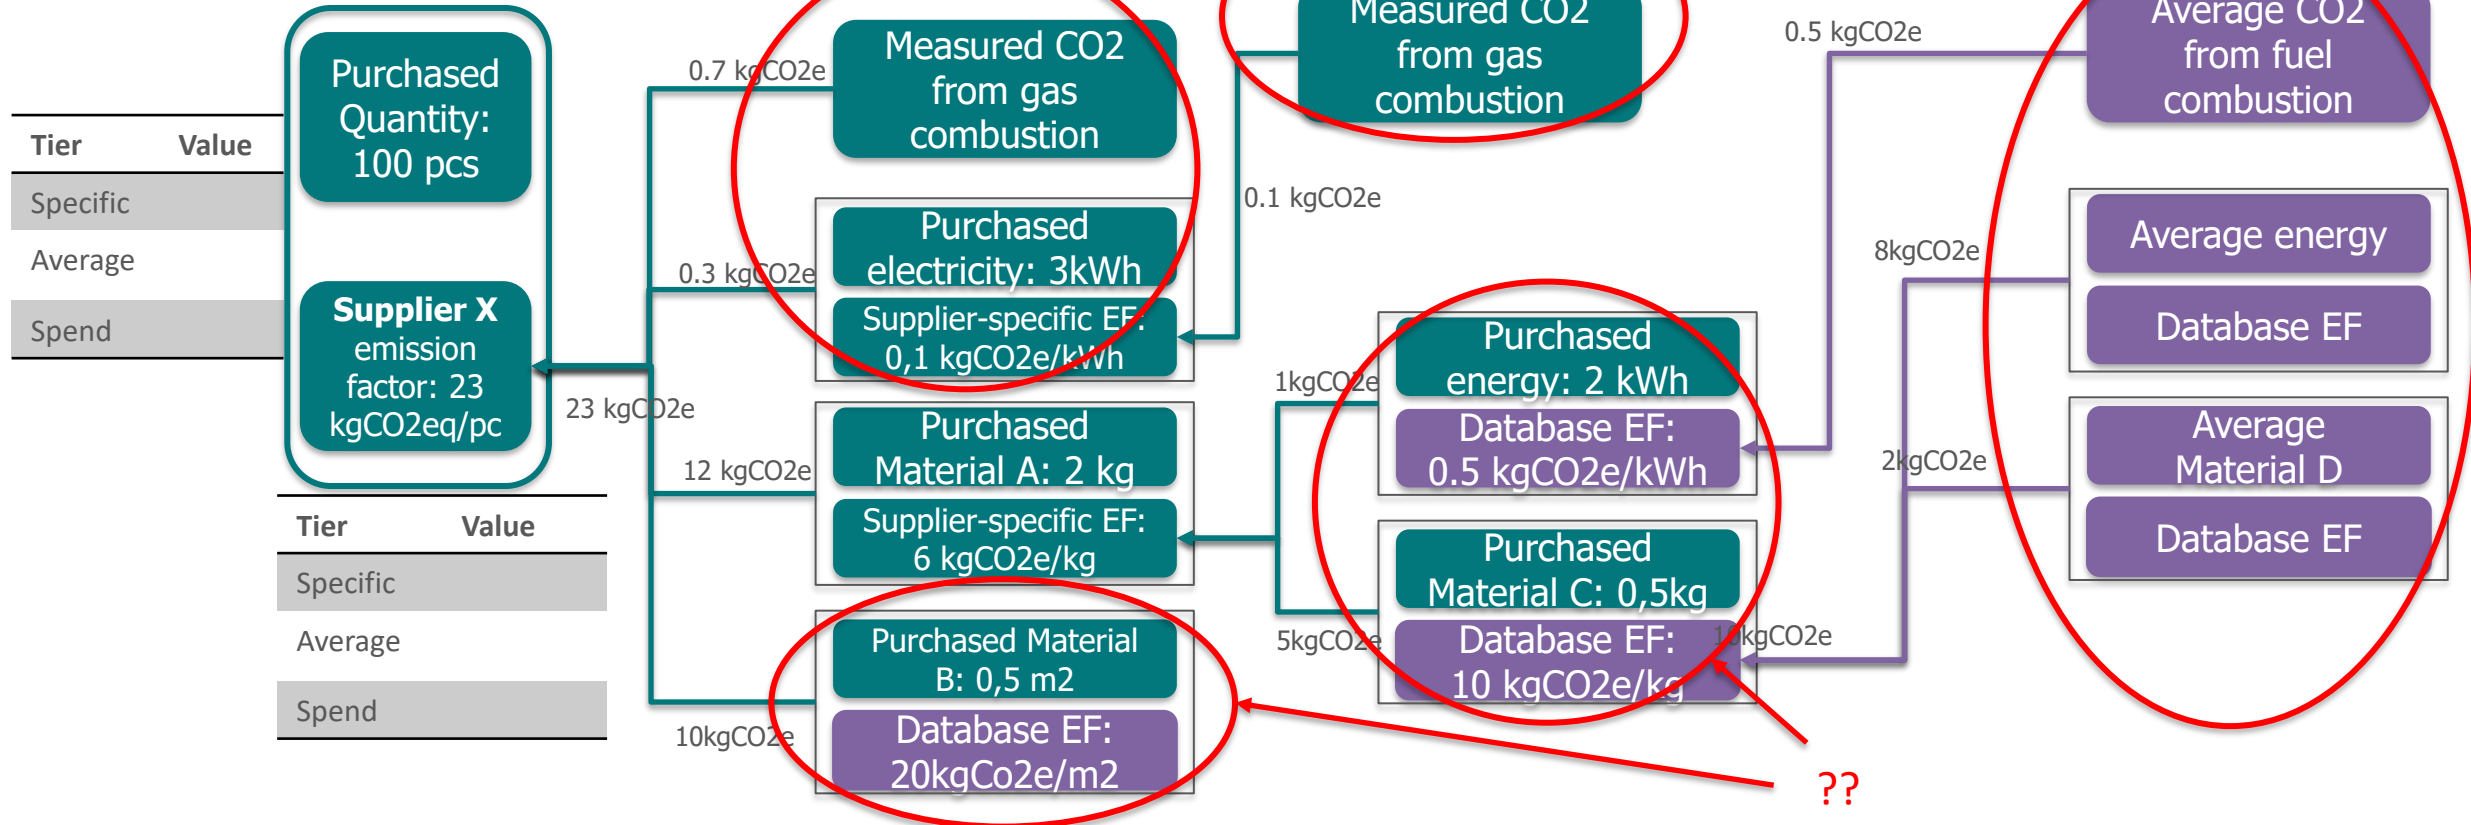 Tier Value
Specific
Average
Spend
Purchased
Quantity:
100 pcs
Supplier X
emission
factor: 23
kgCO2eq/pc
Tier Value
Specific
Average
Spend
23 kgCO2e
0.7 kgCO2e
0.3 kgCO2e
12 kgCO2e
10kgCO2e
Measured CO2
from gas
combustion
Purchased
electricity: 3kWh
Supplier-specific EF:
0,1 kgCO2e/kWh
Purchased
Material A: 2 kg
Supplier-specific EF:
6 kgCO2e/kg
Purchased Material
B: 0,5 m2
Database EF:
20kgCo2e/m2
0.1 kgCO2e
1kgCO2e
5kgCO2e
Measured CO2
from gas
combustion
Purchased
energy: 2 kWh
Database EF:
0.5 kgCO2e/kWh
Purchased
Material C: 0,5kg
Database EF:
10 kgCO2e/kg
??
0.5 kgCO2e
8kgCO2e
2kgCO2e
10kgCO2e
Average CO2
from fuel
combustion
Average energy
Database EF
Average
Material D
Database EF